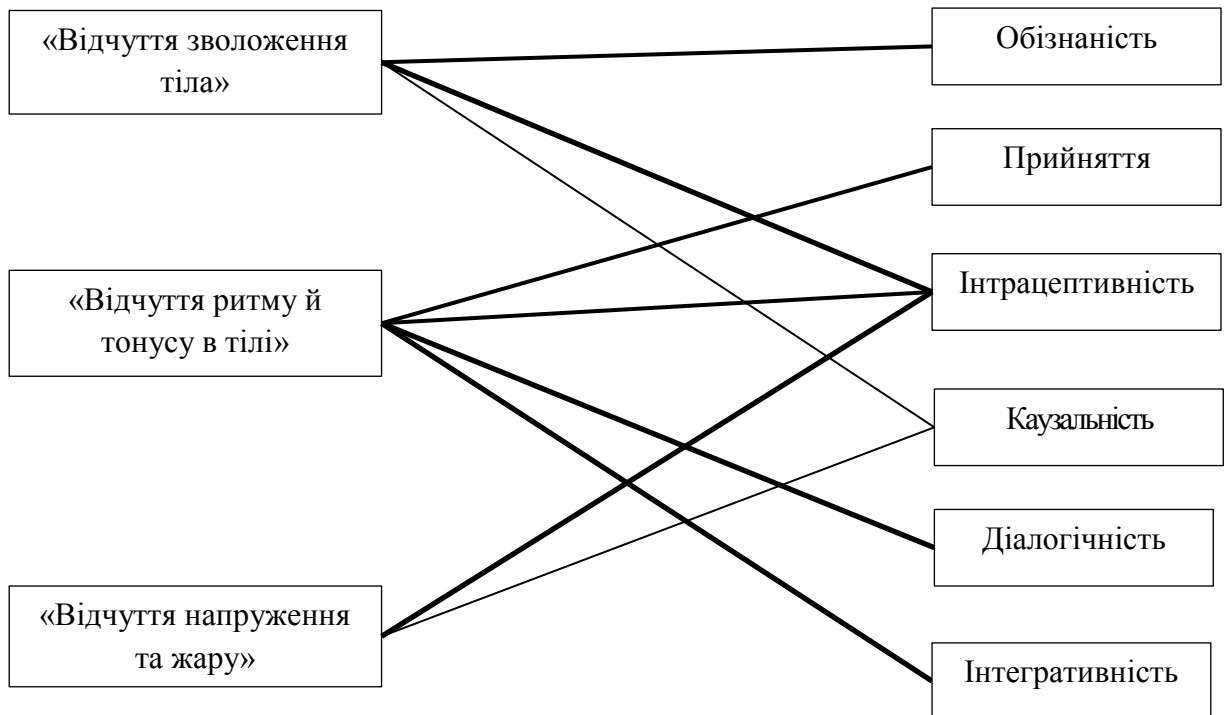 «Відчуття зволоження
тіла»
«Відчуття ритму й
тонусу в тілі»
«Відчуття напруження
та жару»
Обізнаність
Прийняття
Інтрацептивність
Каузальність
Діалогічність
Інтегративність